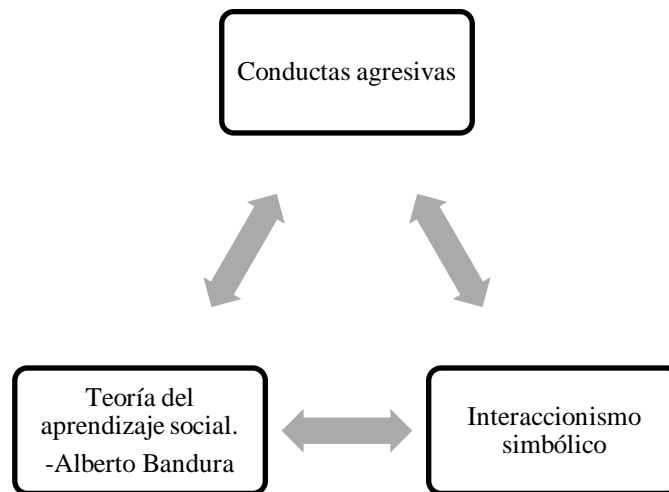 Conductas agresivas
Teoría del
aprendizaje social.
-Alberto Bandura
Interaccionismo
simbólico